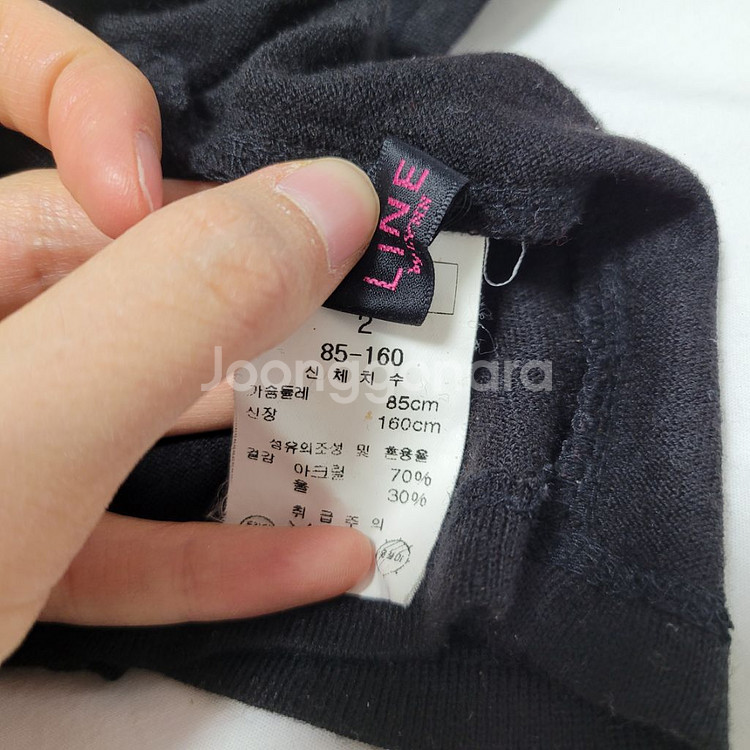 LINE
2
85-160
신체치수
가슴둘레 85cm
신장 160cm
섬유의조성 및 혼용율
겉감 아크릴 70%
울 30%
취급주의
Joonggonara